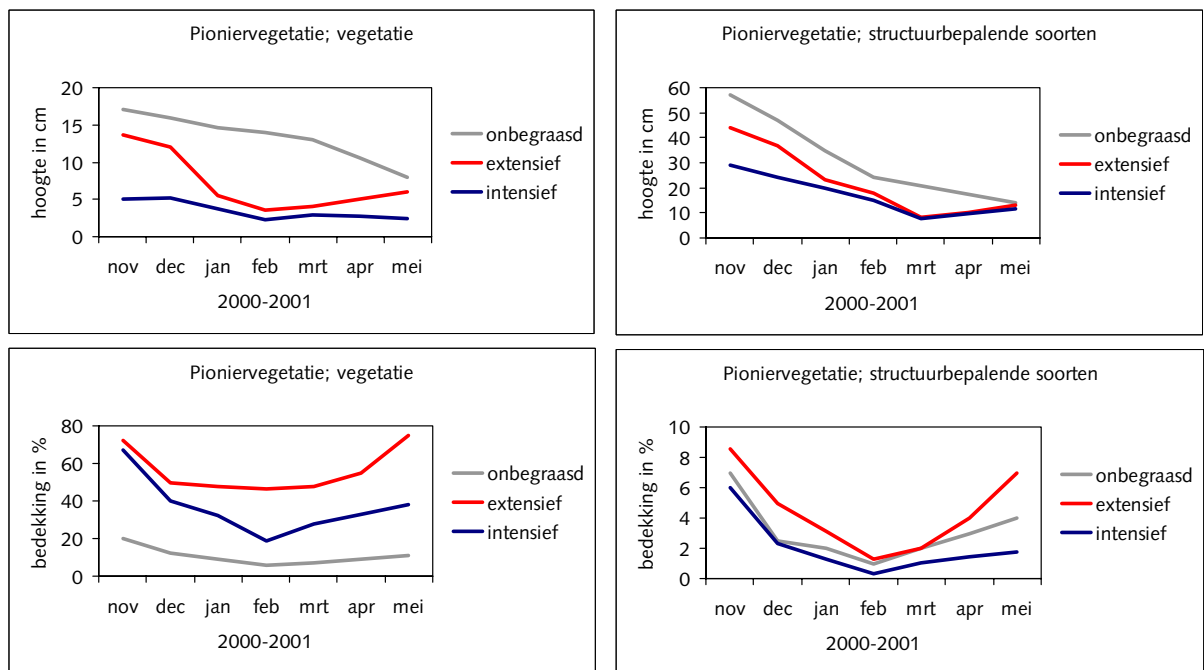 Pioniervegetatie; vegetatie
hoogte in cm
20
15
10
5
0
nov dec jan feb mrt apr mei
2000-2001
onbegraasd
extensief
intensief
Pioniervegetatie; structuurbepalende soorten
hoogte in cm
60
50
40
30
20
10
0
nov dec jan feb mrt apr mei
2000-2001
onbegraasd
extensief
intensief
Pioniervegetatie; vegetatie
bedekking in %
80
60
40
20
0
nov dec jan feb mrt apr mei
2000-2001
onbegraasd
extensief
intensief
Pioniervegetatie; structuurbepalende soorten
bedekking in %
10
8
6
4
2
0
nov dec jan feb mrt apr mei
2000-2001
onbegraasd
extensief
intensief